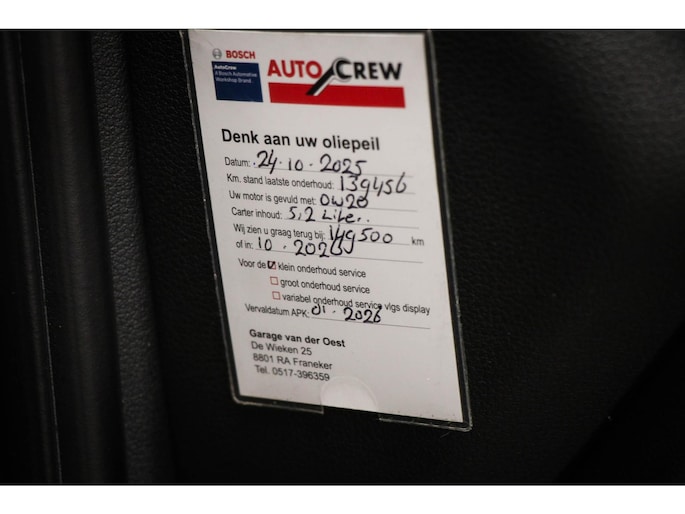 BOSCH
AutoCrew
A Bosch Automotive
Workshop Brand
AUTO CREW
Denk aan uw oliepeil
Datum: 24-10-2025
Km. stand laatste onderhoud: 139456
Uw motor is gevuld met: 0W20
Carter inhoud: 5,2 Liter..
Wij zien u graag terug bij: 149500 km
of in: 10-2026
Voor de klein onderhoud service
groot onderhoud service
variabel onderhoud service vlgs display
Vervaldatum APK: 01-2026
Garage van der Oest
De Wieken 25
8801 RA Franeker
Tel. 0517-396359